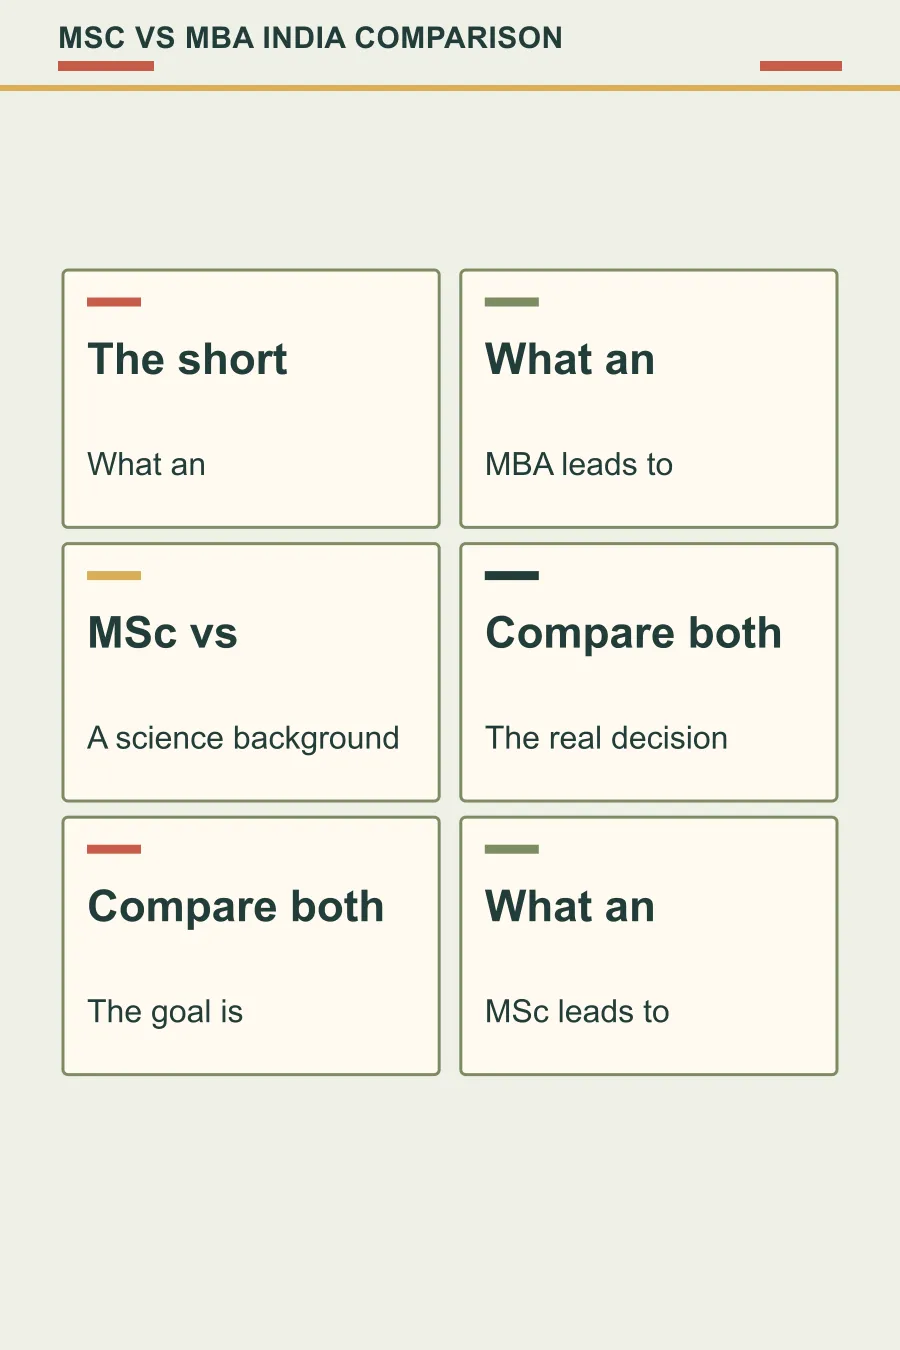 MSC VS MBA INDIA COMPARISON
The short
What an
What an
MBA leads to
MSc vs
A science background
Compare both
The real decision
Compare both
The goal is
What an
MSc leads to